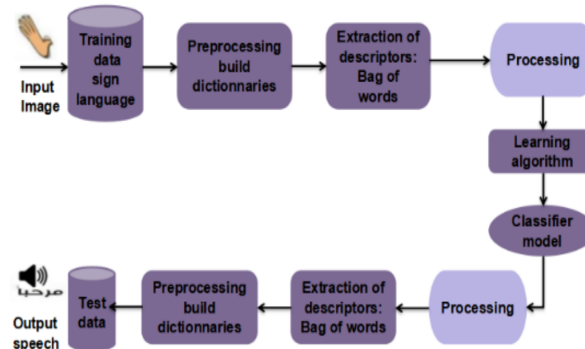 Input
Image
Training
data
sign
language
Preprocessing
build
dictionnaries
Extraction of
descriptors:
Bag of
words
Processing
Learning
algorithm
Classifier
model
Processing
Extraction of
descriptors:
Bag of words
Preprocessing
build
dictionnaries
Test
data
مرحبا
Output
speech